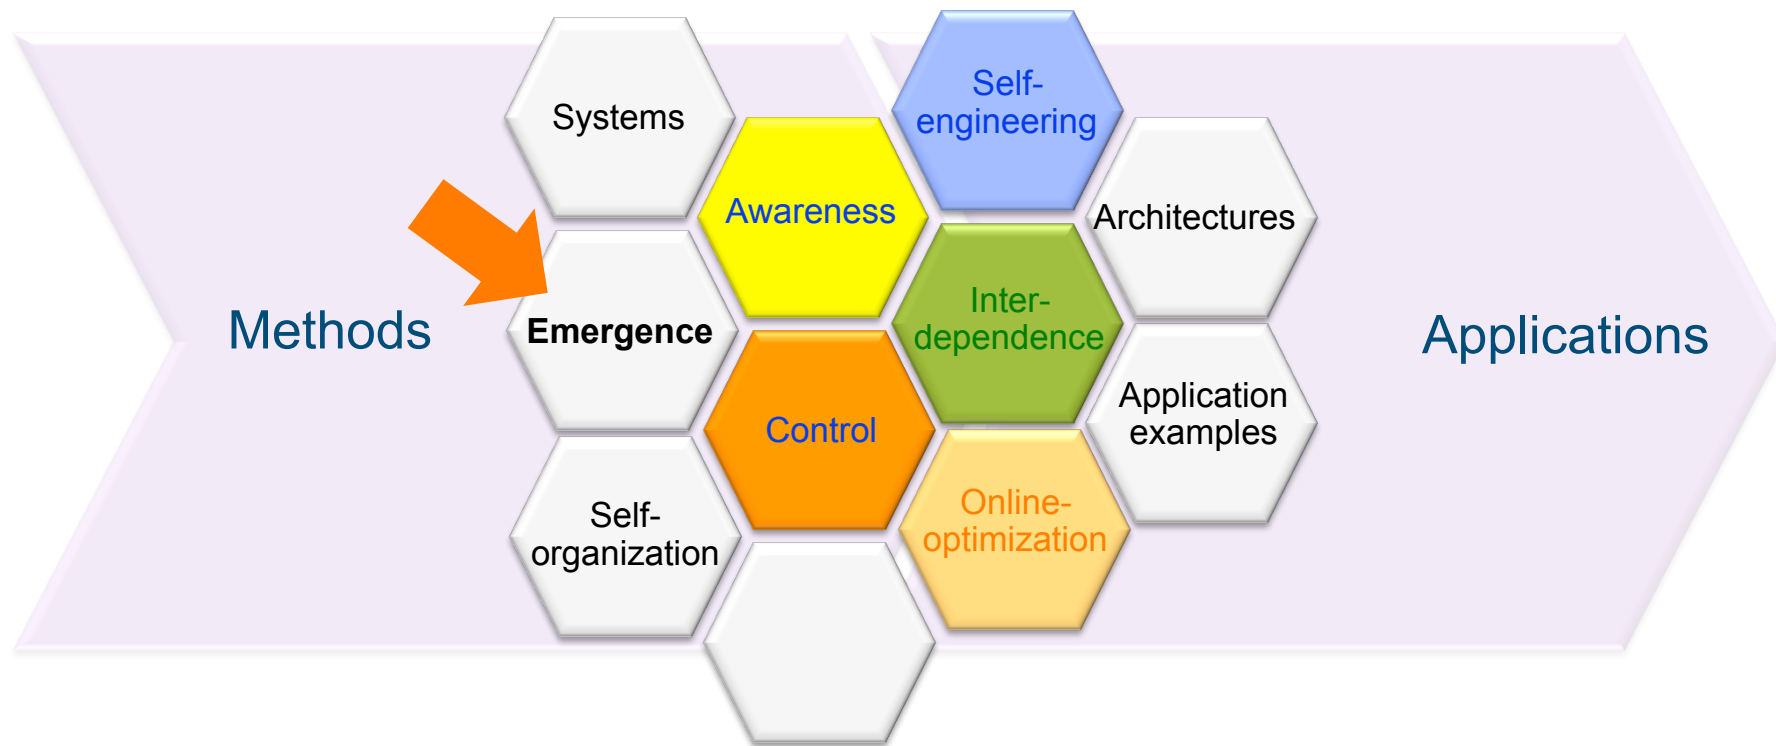 Methods
Systems
Emergence
Self-
organization
Awareness
Control
Self-
engineering
Inter-
dependence
Online-
optimization
Architectures
Application
examples
Applications